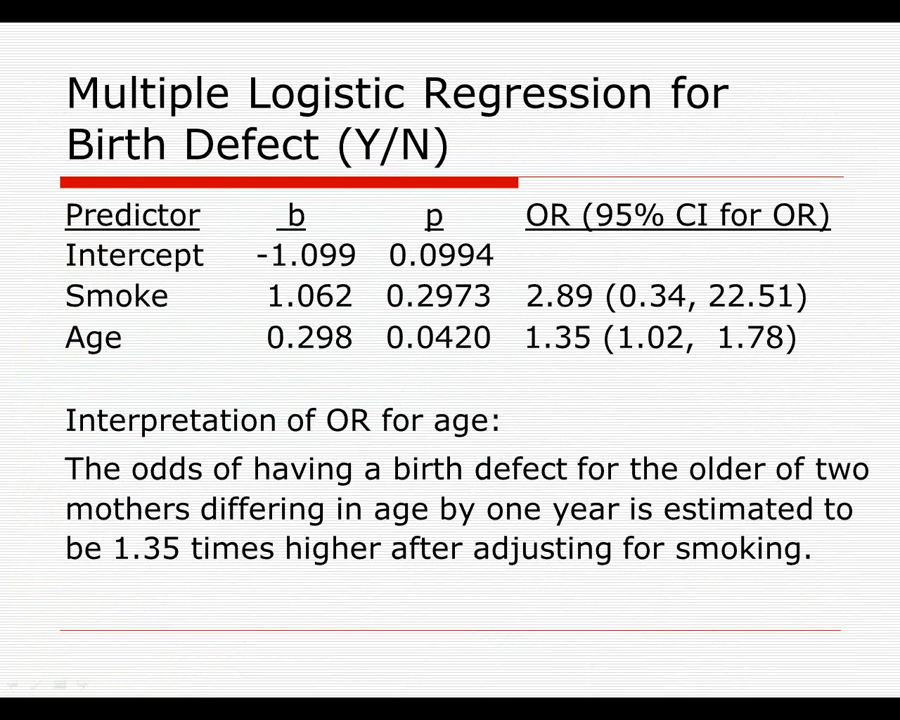 Multiple Logistic Regression for
Birth Defect (Y/N)
Predictor b p OR (95% CI for OR)
Intercept -1.099 0.0994
Smoke 1.062 0.2973 2.89 (0.34, 22.51)
Age 0.298 0.0420 1.35 (1.02, 1.78)
Interpretation of OR for age:
The odds of having a birth defect for the older of two
mothers differing in age by one year is estimated to
be 1.35 times higher after adjusting for smoking.